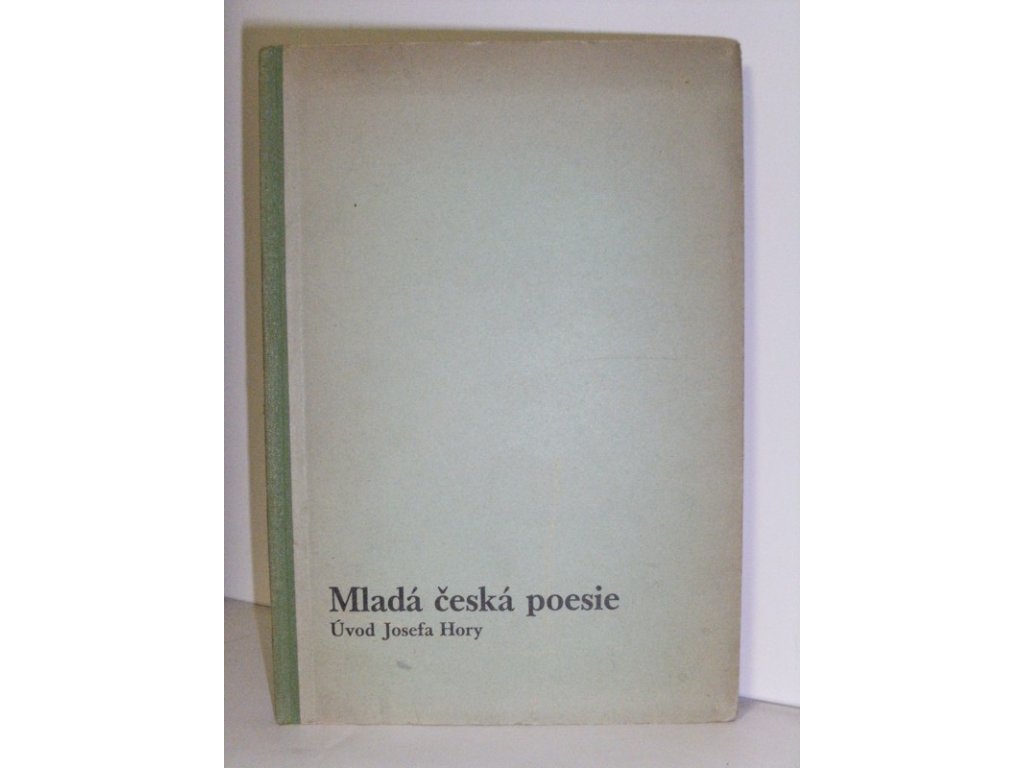 Mladá česká poesie
Úvod Josefa Hory